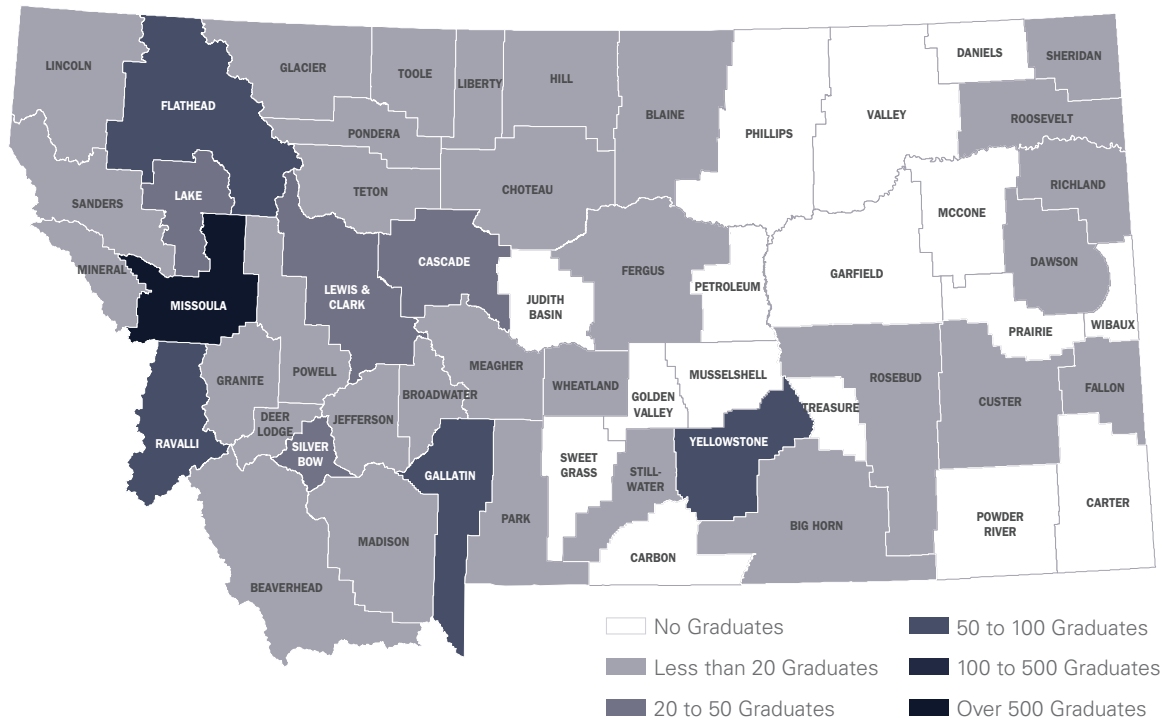 LINCOLN
FLATHEAD
GLACIER
TOOLE
LIBERTY
HILL
BLAINE
PHILLIPS
VALLEY
DANIELS
SHERIDAN
ROOSEVELT
PONDERA
TETON
CHOTEAU
RICHLAND
SANDERS
LAKE
MCCONE
MINERAL
MISSOULA
LEWIS &
CLARK
CASCADE
JUDITH
BASIN
FERGUS
PETROLEUM
GARFIELD
DAWSON
PRAIRIE
WIBAUX
GRANITE
POWELL
MEAGHER
BROADWATER
WHEATLAND
GOLDEN
VALLEY
MUSSELSHELL
TREASURE
ROSEBUD
CUSTER
FALLON
RAVALLI
DEER
LODGE
JEFFERSON
SILVER
BOW
GALLATIN
PARK
SWEET
GRASS
STILL-
WATER
YELLOWSTONE
BIG HORN
CARBON
POWDER
RIVER
CARTER
MADISON
BEAVERHEAD
No Graduates
Less than 20 Graduates
20 to 50 Graduates
50 to 100 Graduates
100 to 500 Graduates
Over 500 Graduates